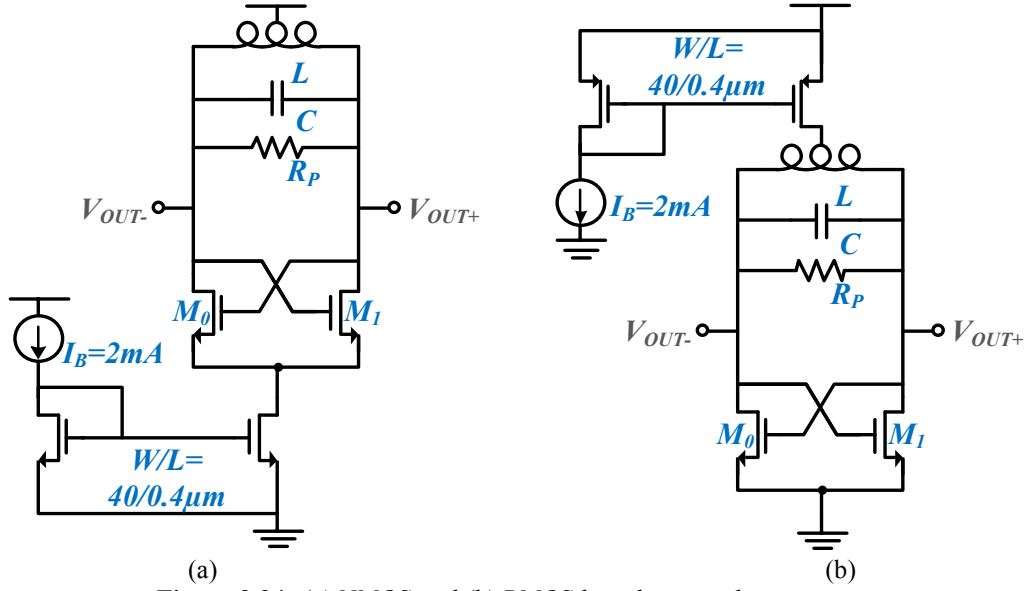 L
C
R_P
V_OUT-
V_OUT+
M_0
M_1
I_B=2mA
W/L=
40/0.4μm
(a)
W/L=
40/0.4μm
I_B=2mA
L
C
R_P
V_OUT-
V_OUT+
M_0
M_1
(b)